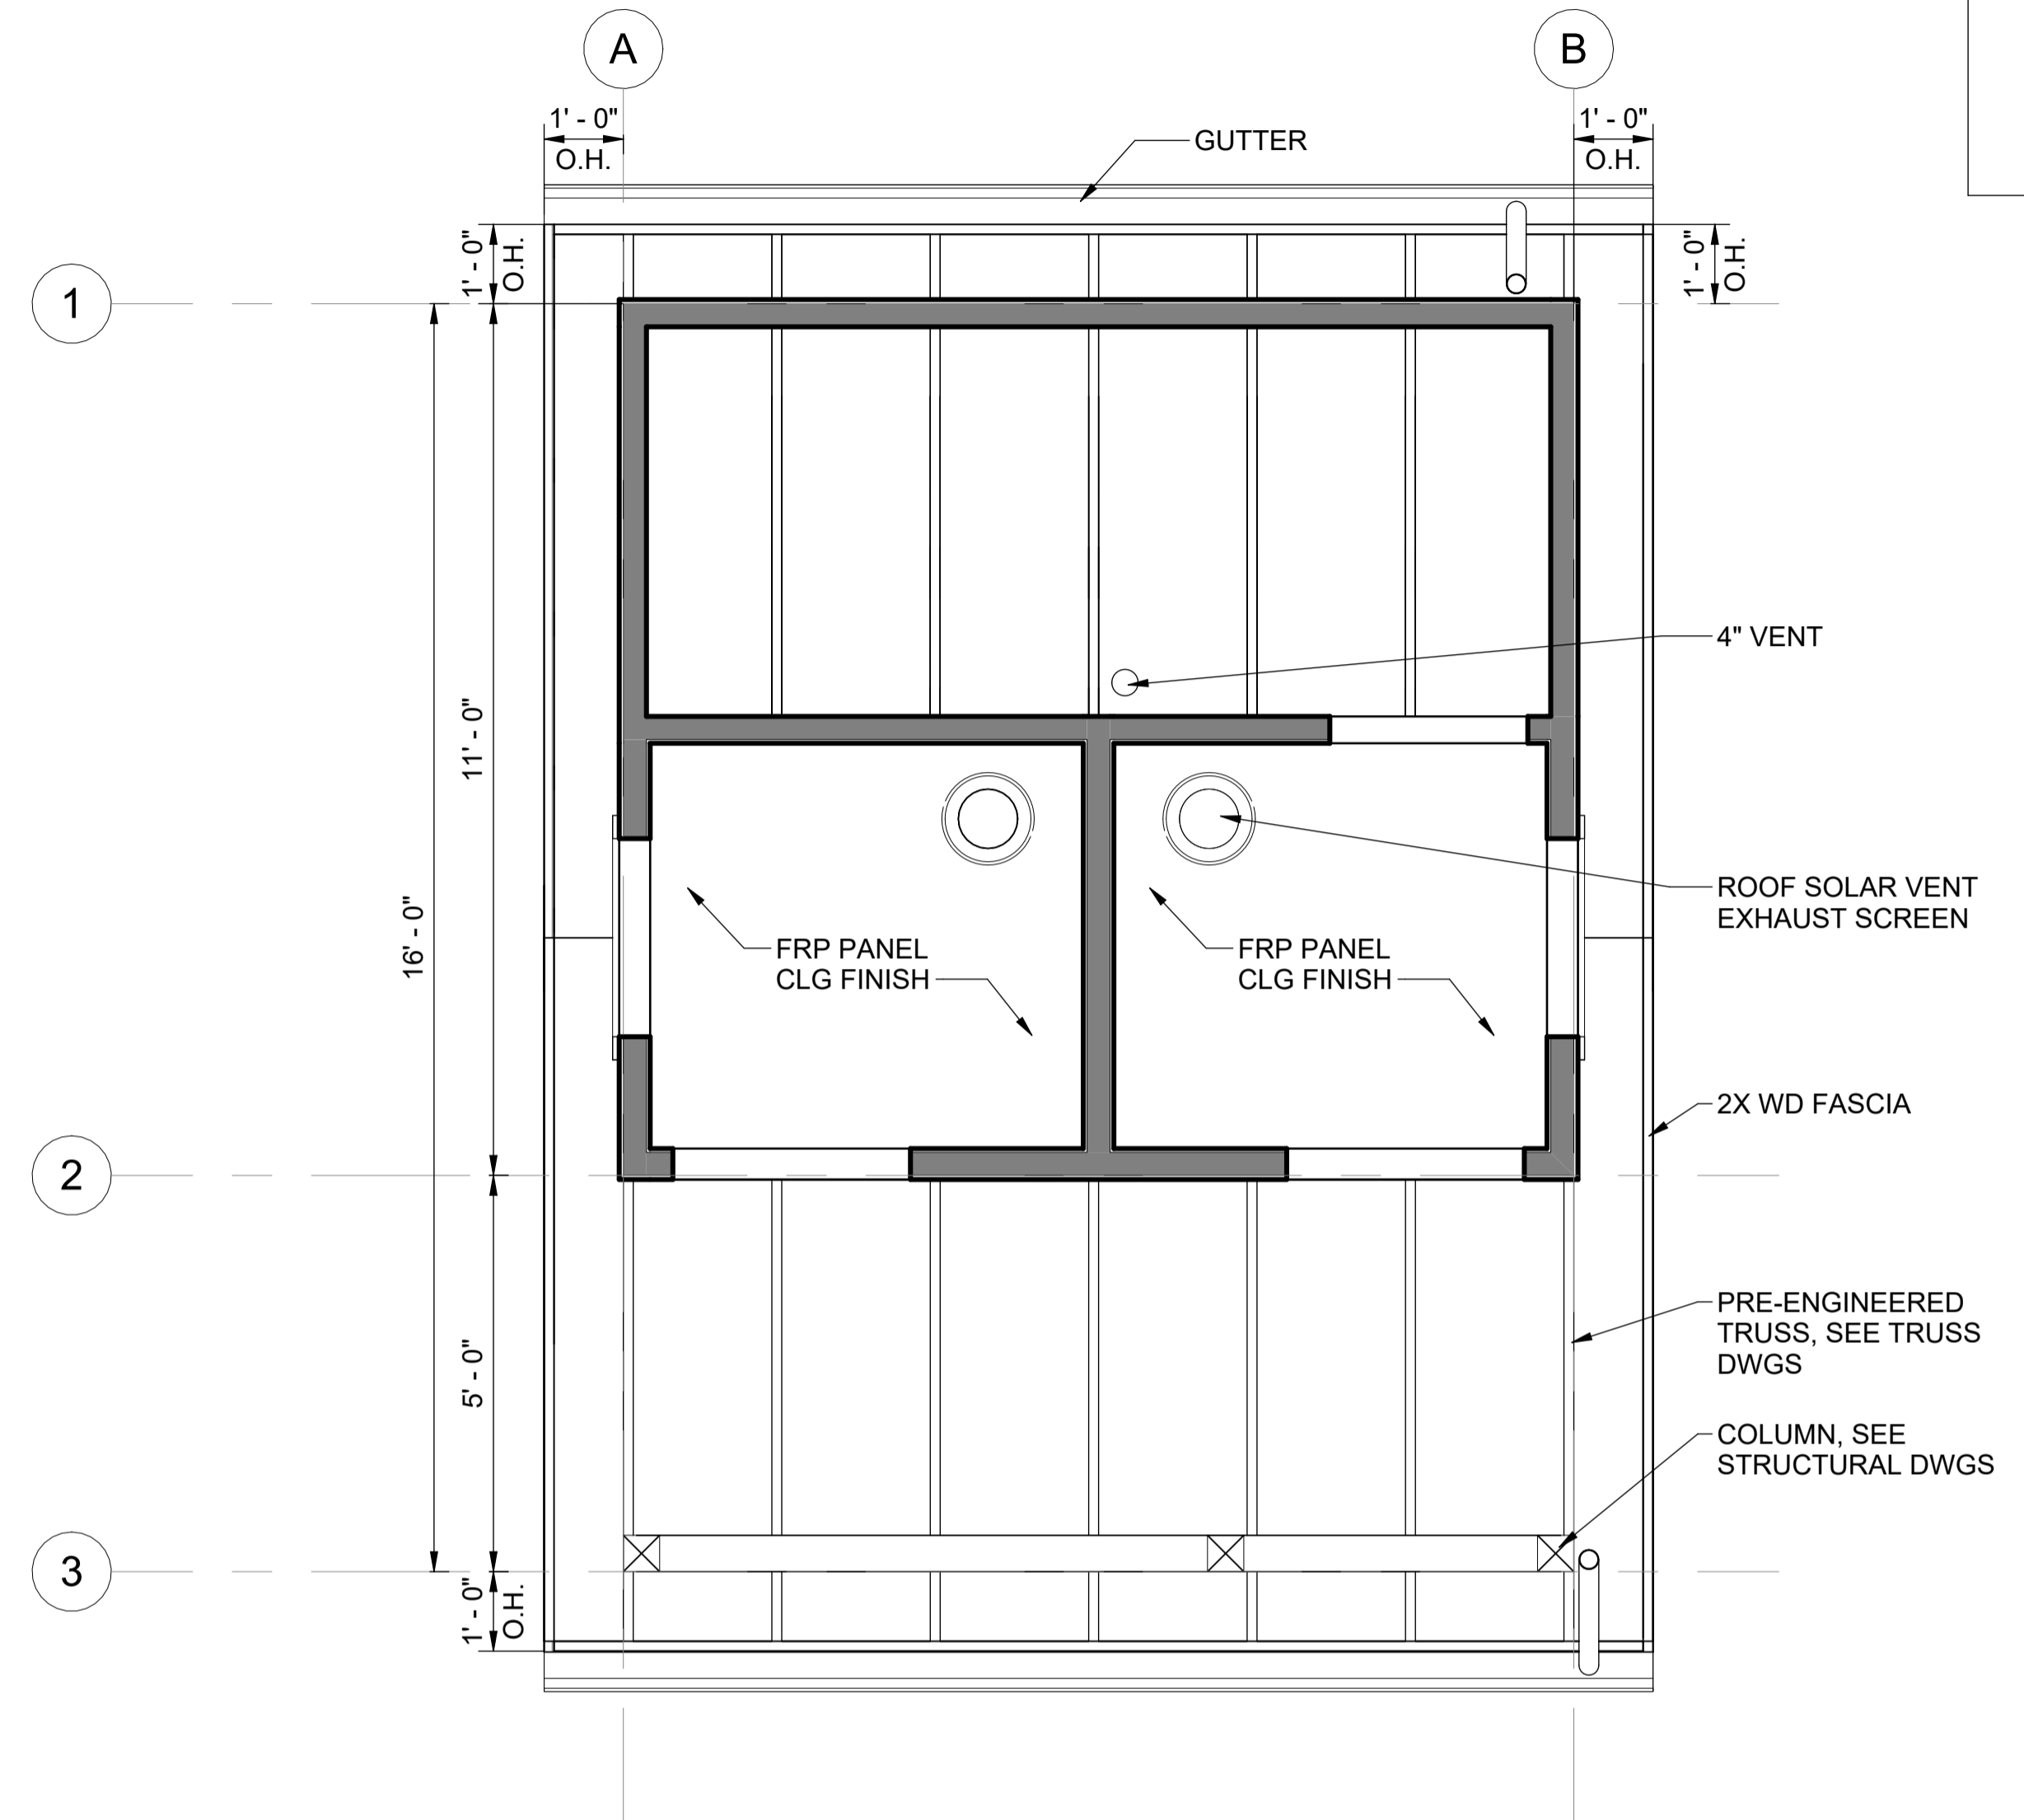 A
B
1' - 0"
O.H.
1' - 0"
O.H.
GUTTER
1' - 0"
O.H.
1' - 0"
O.H.
1
4" VENT
11' - 0"
16' - 0"
ROOF SOLAR VENT
EXHAUST SCREEN
FRP PANEL
CLG FINISH
FRP PANEL
CLG FINISH
2X WD FASCIA
2
PRE-ENGINEERED
TRUSS, SEE TRUSS
DWGS
5' - 0"
COLUMN, SEE
STRUCTURAL DWGS
3
1' - 0"
O.H.